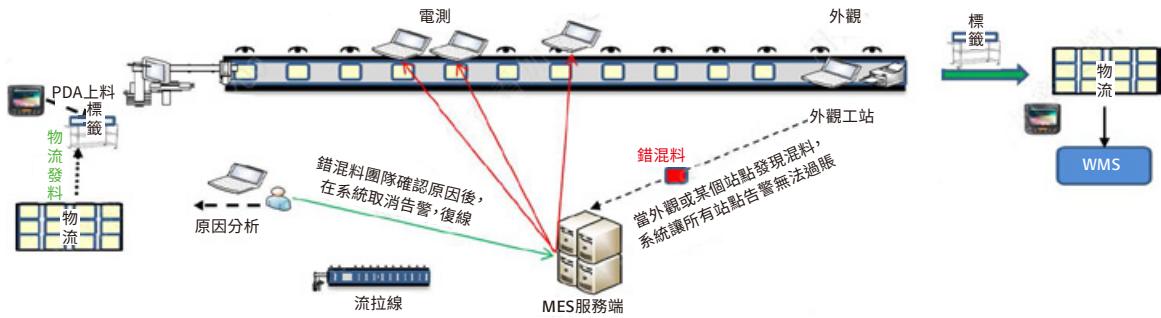 電測
外觀
標籤
物流
PDA上料
標籤
物流發料
物流
錯混料團隊確認原因後，
在系統取消告警，復線
原因分析
流拉線
MES服務端
錯混料
外觀工站
當外觀或某個站點發現混料，
系統讓所有站點告警無法過賬
WMS